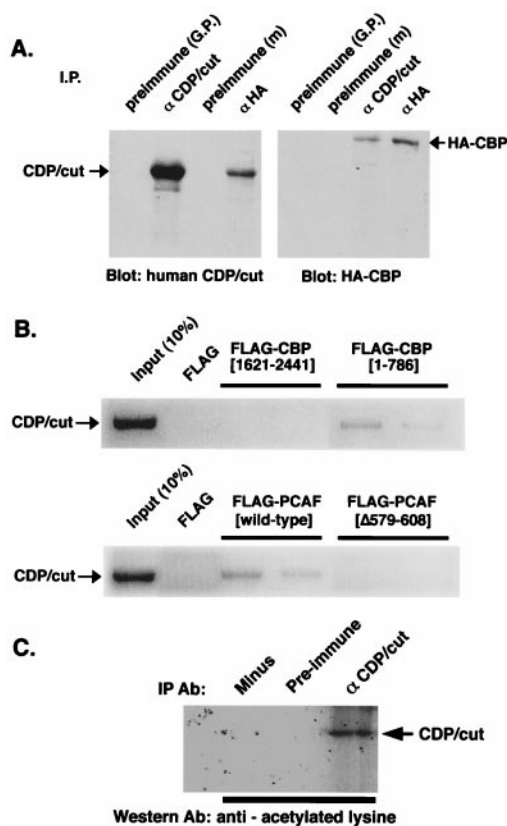 A.
I.P.
preimmune (G.P.)
α CDP/cut
preimmune (m)
α HA
preimmune (G.P.)
preimmune (m)
α CDP/cut
α HA
CDP/cut
HA-CBP
Blot: human CDP/cut
Blot: HA-CBP
B.
Input (10%)
FLAG
FLAG-CBP
[1621-2441]
FLAG-CBP
[1-786]
CDP/cut
Input (10%)
FLAG
FLAG-PCAF
[wild-type]
FLAG-PCAF
[Δ579-608]
CDP/cut
C.
IP Ab:
Minus
Pre-immune
α CDP/cut
CDP/cut
Western Ab: anti - acetylated lysine